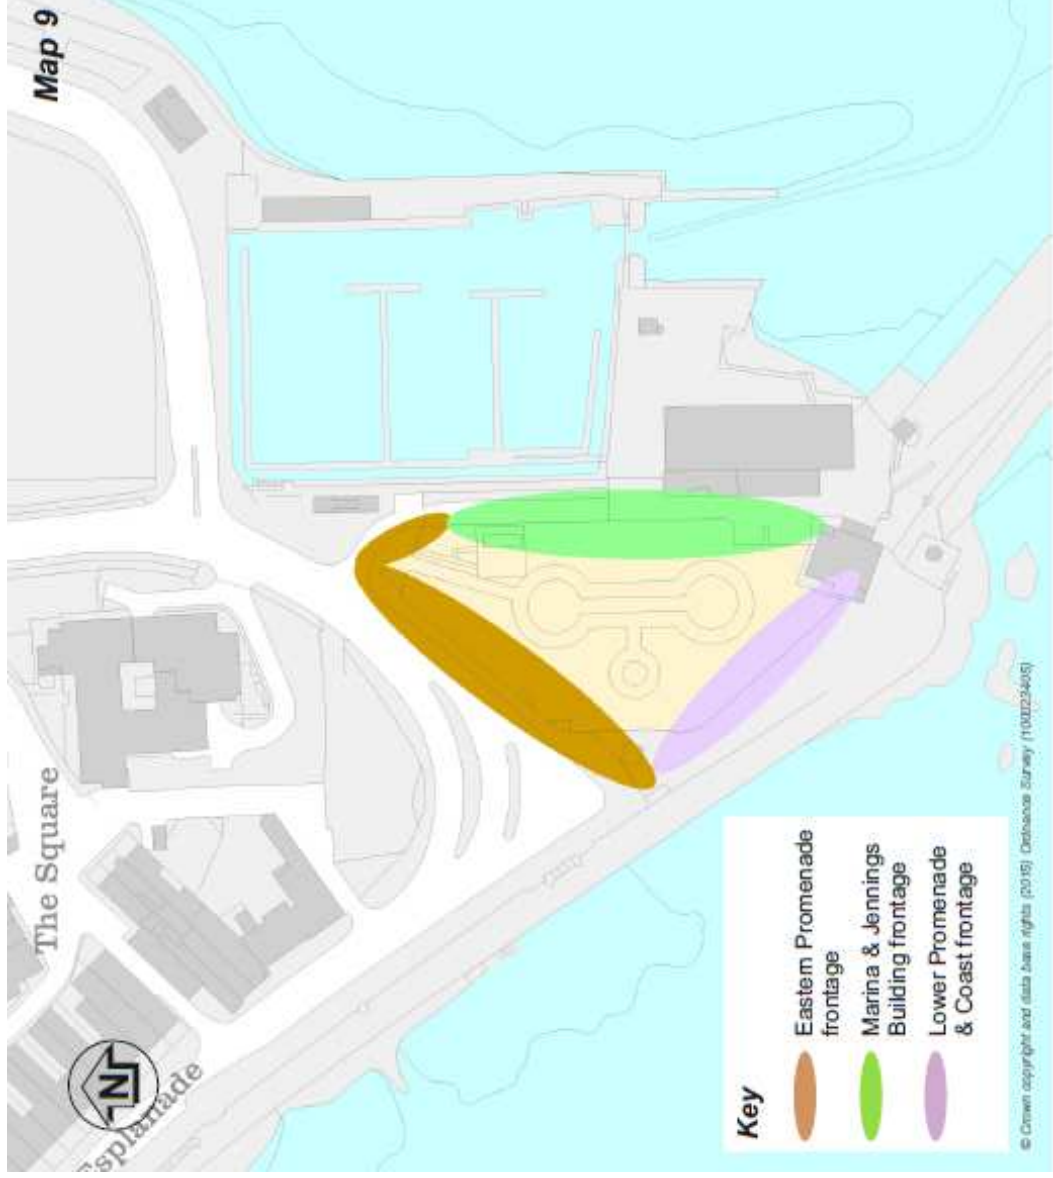 Map 9
The Square
Esplanade
N
Key
Eastern Promenade
frontage
Marina & Jennings
Building frontage
Lower Promenade
& Coast frontage
© Crown copyright and data base rights (2015) Ordnance Survey (100023405)